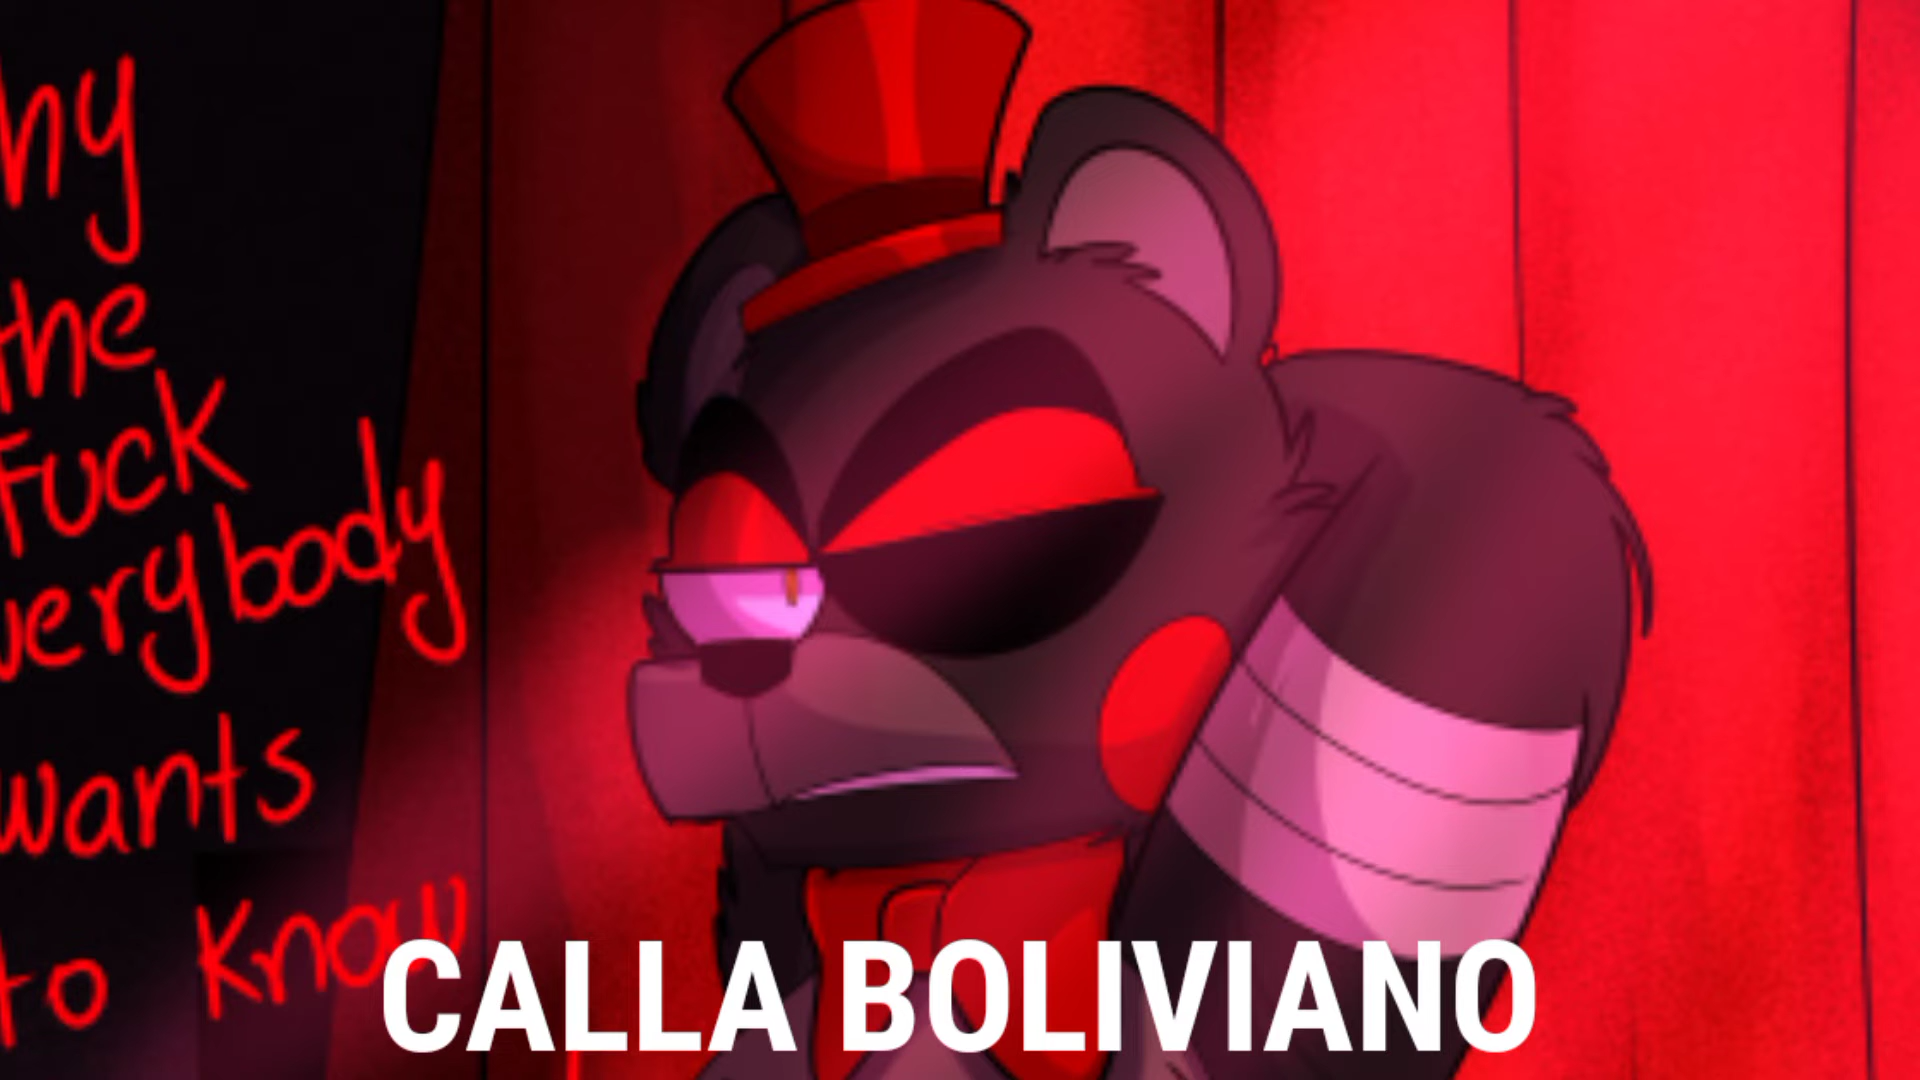 hy
the
Fuck
verybody
wants
to know
CALLA BOLIVIANO